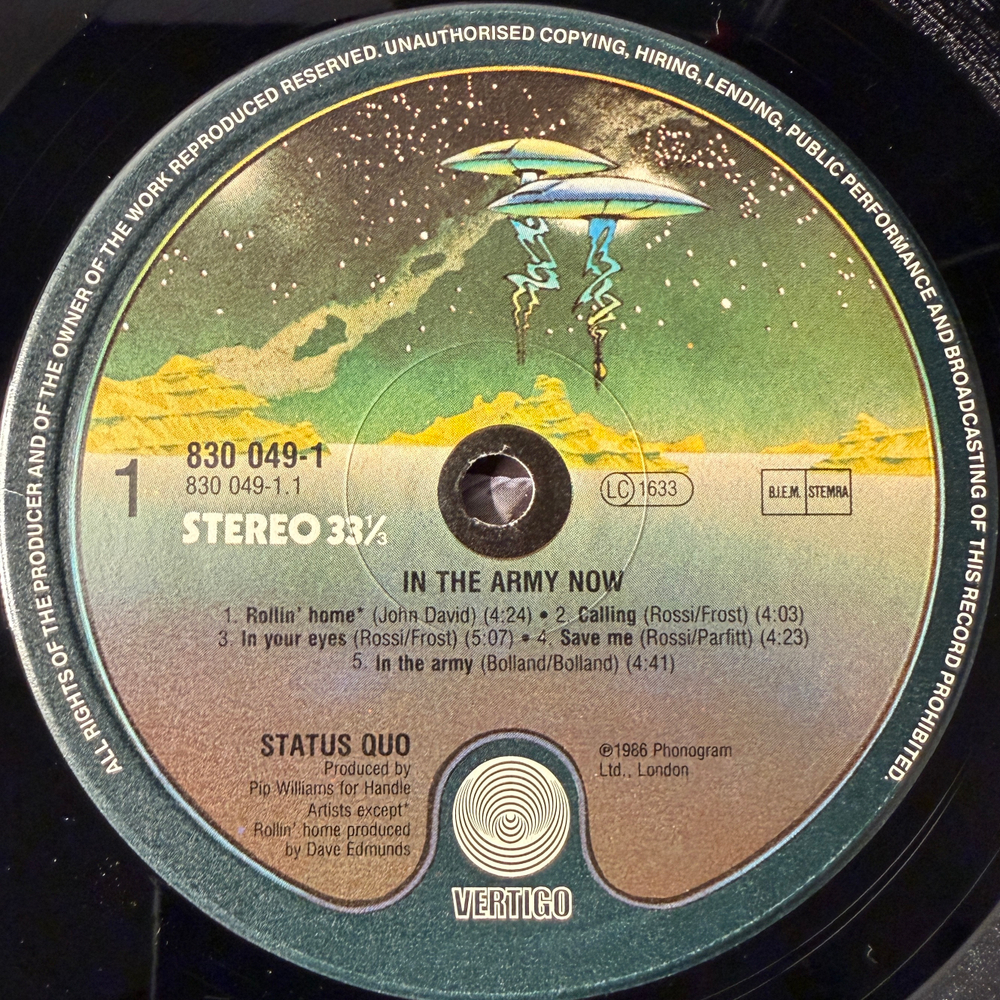 ALL RIGHTS OF THE PRODUCER AND OF THE OWNER OF THE WORK REPRODUCED RESERVED. UNAUTHORISED COPYING, HIRING, LENDING, PUBLIC PERFORMANCE AND BROADCASTING OF THIS RECORD PROHIBITED.
1
830 049-1
830 049-1.1
STEREO 33⅓
LC 1633
B.I.E.M. STEMRA
IN THE ARMY NOW
1. Rollin' home* (John David) (4:24) • 2. Calling (Rossi/Frost) (4:03)
3 In your eyes (Rossi/Frost) (5:07) • 4. Save me (Rossi/Parfitt) (4:23)
5. In the army (Bolland/Bolland) (4:41)
STATUS QUO
Produced by
Pip Williams for Handle
Artists except*
* Rollin' home produced
by Dave Edmunds
℗1986 Phonogram
Ltd., London
VERTIGO